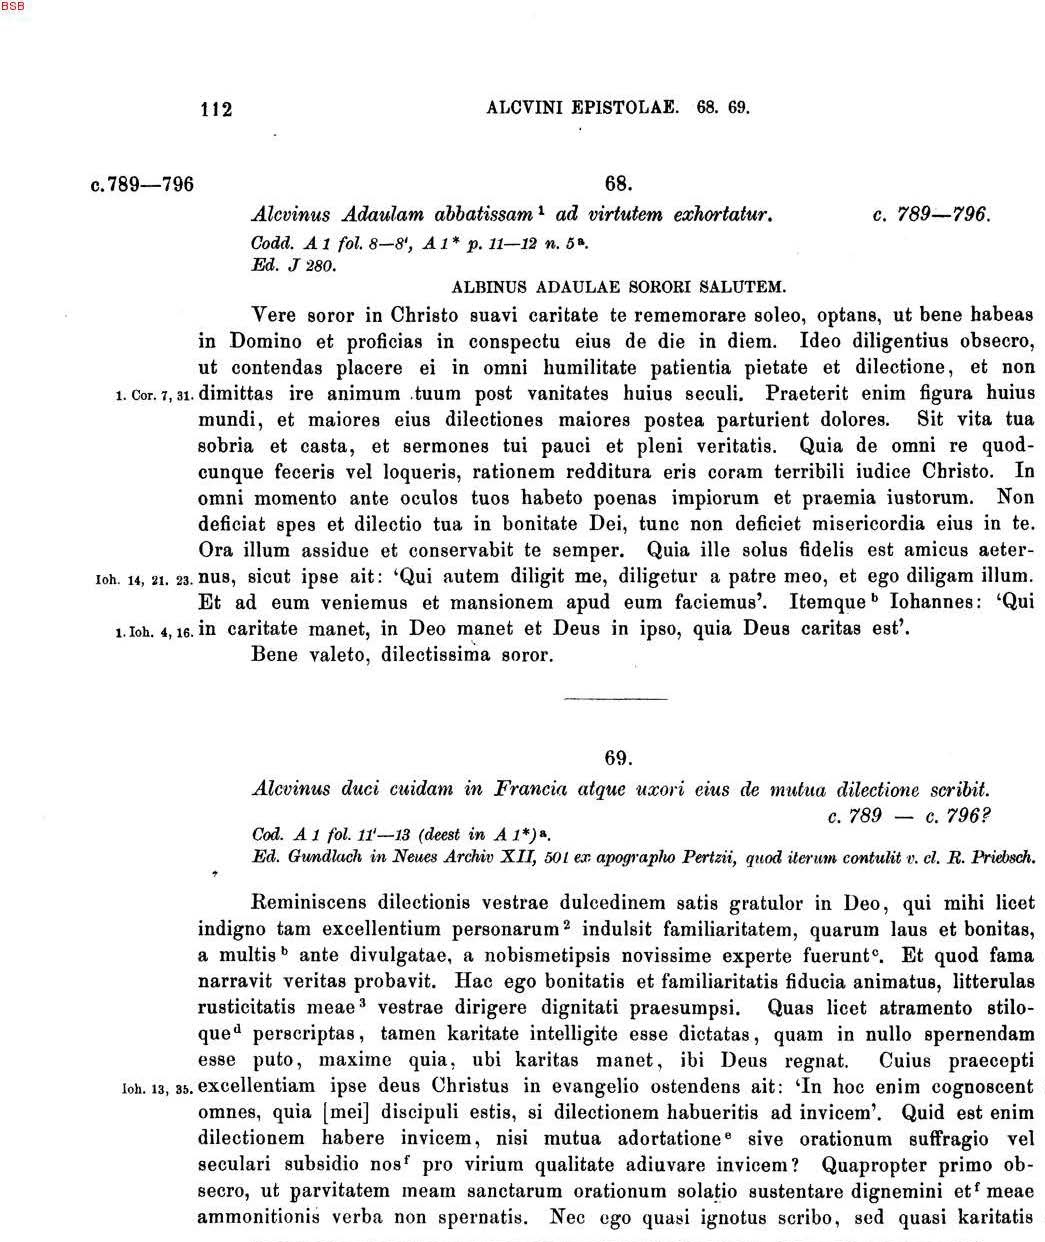 BSB
112 ALCVINI EPISTOLAE. 68. 69.
c. 789—796 68.
Alcvinus Adaulam abbatissam 1 ad virtutem exhortatur. c. 789—796.
Codd. A 1 fol. 8—8', A 1* p. 11—12 n. 5a.
Ed. J 280.
ALBINUS ADAULAE SORORI SALUTEM.
Vere soror in Christo suavi caritate te rememorare soleo, optans, ut bene habeas
in Domino et proficias in conspectu eius de die in diem. Ideo diligentius obsecro,
ut contendas placere ei in omni humilitate patientia pietate et dilectione, et non
1. Cor. 7, 31. dimittas ire animum tuum post vanitates huius seculi. Praeterit enim figura huius
mundi, et maiores eius dilectiones maiores postea parturient dolores. Sit vita tua
sobria et casta, et sermones tui pauci et pleni veritatis. Quia de omni re quod-
cunque feceris vel loqueris, rationem redditura eris coram terribili iudice Christo. In
omni momento ante oculos tuos habeto poenas impiorum et praemia iustorum. Non
deficiat spes et dilectio tua in bonitate Dei, tunc non deficiet misericordia eius in te.
Ora illum assidue et conservabit te semper. Quia ille solus fidelis est amicus aeter-
Ioh. 14, 21. 23. nus, sicut ipse ait: ‘Qui autem diligit me, diligetur a patre meo, et ego diligam illum.
Et ad eum veniemus et mansionem apud eum faciemus’. Itemque b Iohannes: ‘Qui
1. Ioh. 4, 16. in caritate manet, in Deo manet et Deus in ipso, quia Deus caritas est’.
Bene valeto, dilectissima soror.
69.
Alcvinus duci cuidam in Francia atque uxori eius de mutua dilectione scribit.
c. 789 — c. 796?
Cod. A 1 fol. 11'—13 (deest in A 1*) a.
Ed. Gundlach in Neues Archiv XII, 501 ex apographo Pertzii, quod iterum contulit v. cl. R. Priebsch.
Reminiscens dilectionis vestrae dulcedinem satis gratulor in Deo, qui mihi licet
indigno tam excellentium personarum 2 indulsit familiaritatem, quarum laus et bonitas,
a multis b ante divulgatae, a nobismetipsis novissime experte fuerunt c. Et quod fama
narravit veritas probavit. Hac ego bonitatis et familiaritatis fiducia animatus, litterulas
rusticitatis meae 3 vestrae dirigere dignitati praesumpsi. Quas licet atramento stilo-
que d perscriptas, tamen karitate intelligite esse dictatas, quam in nullo spernendam
esse puto, maxime quia, ubi karitas manet, ibi Deus regnat. Cuius praecepti
Ioh. 13, 35. excellentiam ipse deus Christus in evangelio ostendens ait: ‘In hoc enim cognoscent
omnes, quia [mei] discipuli estis, si dilectionem habueritis ad invicem’. Quid est enim
dilectionem habere invicem, nisi mutua adortatione e sive orationum suffragio vel
seculari subsidio nos f pro virium qualitate adiuvare invicem? Quapropter primo ob-
secro, ut parvitatem meam sanctarum orationum solatio sustentare dignemini et f meae
ammonitionis verba non spernatis. Nec ego quasi ignotus scribo, sed quasi karitatis